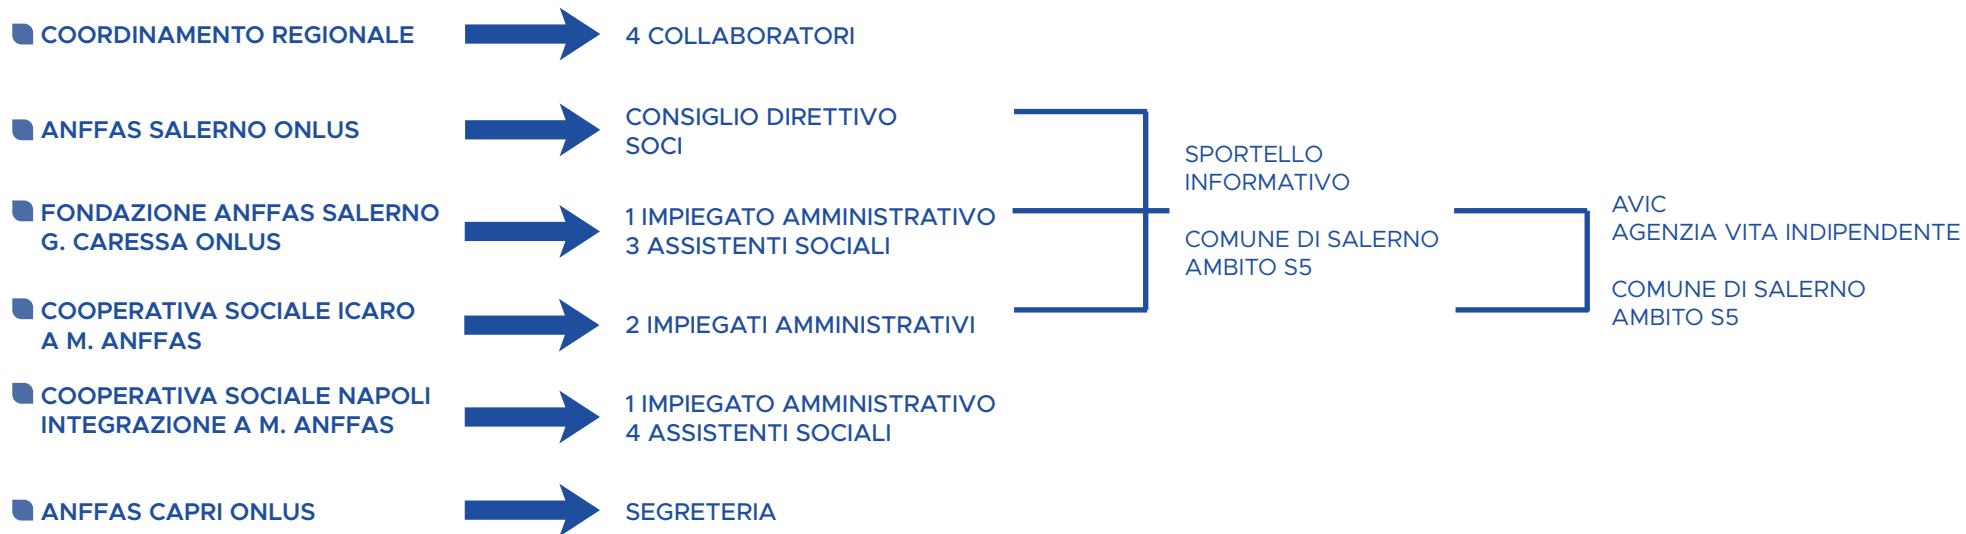 COORDINAMENTO REGIONALE
4 COLLABORATORI
ANFFAS SALERNO ONLUS
CONSIGLIO DIRETTIVO
SOCI
FONDAZIONE ANFFAS SALERNO
G. CARESSA ONLUS
1 IMPIEGATO AMMINISTRATIVO
3 ASSISTENTI SOCIALI
COOPERATIVA SOCIALE ICARO
A M. ANFFAS
2 IMPIEGATI AMMINISTRATIVI
SPORTELLO
INFORMATIVO
COMUNE DI SALERNO
AMBITO S5
AVIC
AGENZIA VITA INDIPENDENTE
COMUNE DI SALERNO
AMBITO S5
COOPERATIVA SOCIALE NAPOLI
INTEGRAZIONE A M. ANFFAS
1 IMPIEGATO AMMINISTRATIVO
4 ASSISTENTI SOCIALI
ANFFAS CAPRI ONLUS
SEGRETERIA